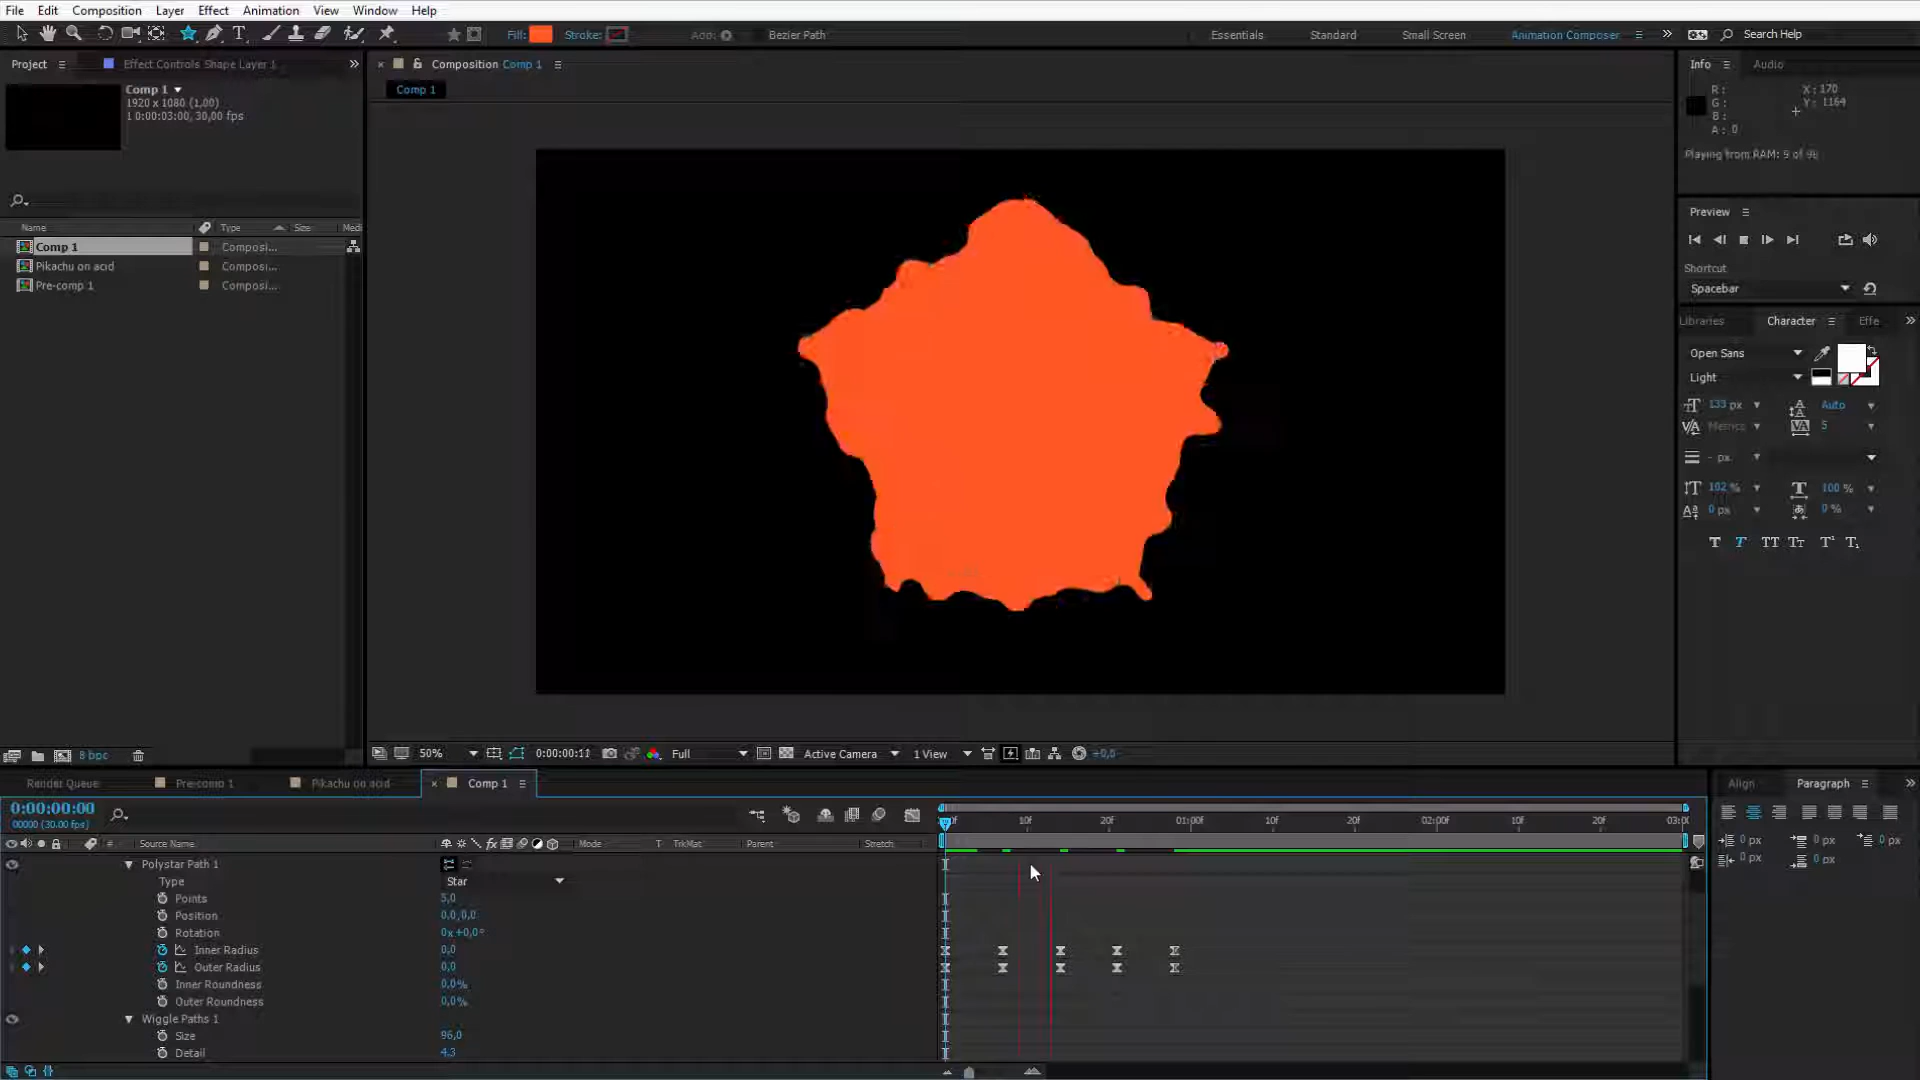 File Edit Composition Layer Effect Animation View Window Help
Fill: Stroke: Add: Bezier Path Essentials Standard Small Screen Animation Composer Search Help
Project Effect Controls Shape Layer 1
Composition Comp 1
Info Audio
Comp 1
1920 x 1080 (1,00)
1 0:00:03:00, 30,00 fps
Comp 1
R: X: 170
G: Y: 1164
B:
A: 0
Playing from RAM: 9 of 90
Preview
Shortcut
Spacebar
Name Type Size Medi
Comp 1 Composi...
Pikachu on acid Composi...
Pre-comp 1 Composi...
Libraries Character Effe
Open Sans
Light
133 px Auto
Metrics 5
- px
102 % 100 %
0 px 0 %
8 bpc
50% 0:00:00:11 Full Active Camera 1 View +0,0
Render Queue Pre-comp 1 Pikachu on acid Comp 1
Align Paragraph
0:00:00:00
00000 (30.00 fps)
0f 10f 20f 01:00f 10f 20f 02:00f 10f 20f 03:0
# Source Name Mode T TrkMat Parent Stretch
0 px 0 px 0 px
0 px 0 px
Polystar Path 1
Type Star
Points 5,0
Position 0,0,0,0
Rotation 0x+0,0°
Inner Radius 0,0
Outer Radius 0,0
Inner Roundness 0,0%
Outer Roundness 0,0%
Wiggle Paths 1
Size 96,0
Detail 4,3